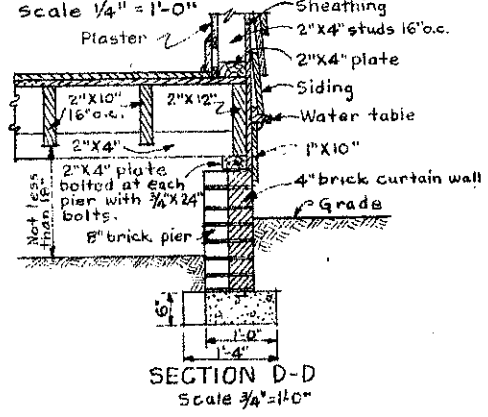 Scale 1/4" = 1'-0"
Sheathing
Plaster
2"X4" studs 16"o.c.
2"X4" plate
Siding
2"X10"
16"o.c.
2"X12"
Water table
2"X4"
1"X10"
2"X4" plate
bolted at each
pier with 3/4"X24"
bolts.
4" brick curtain wall
Grade
Not less
than 18"
8" brick pier
6"
1'-0"
1'-4"
SECTION D-D
Scale 3/4"=1'-0"